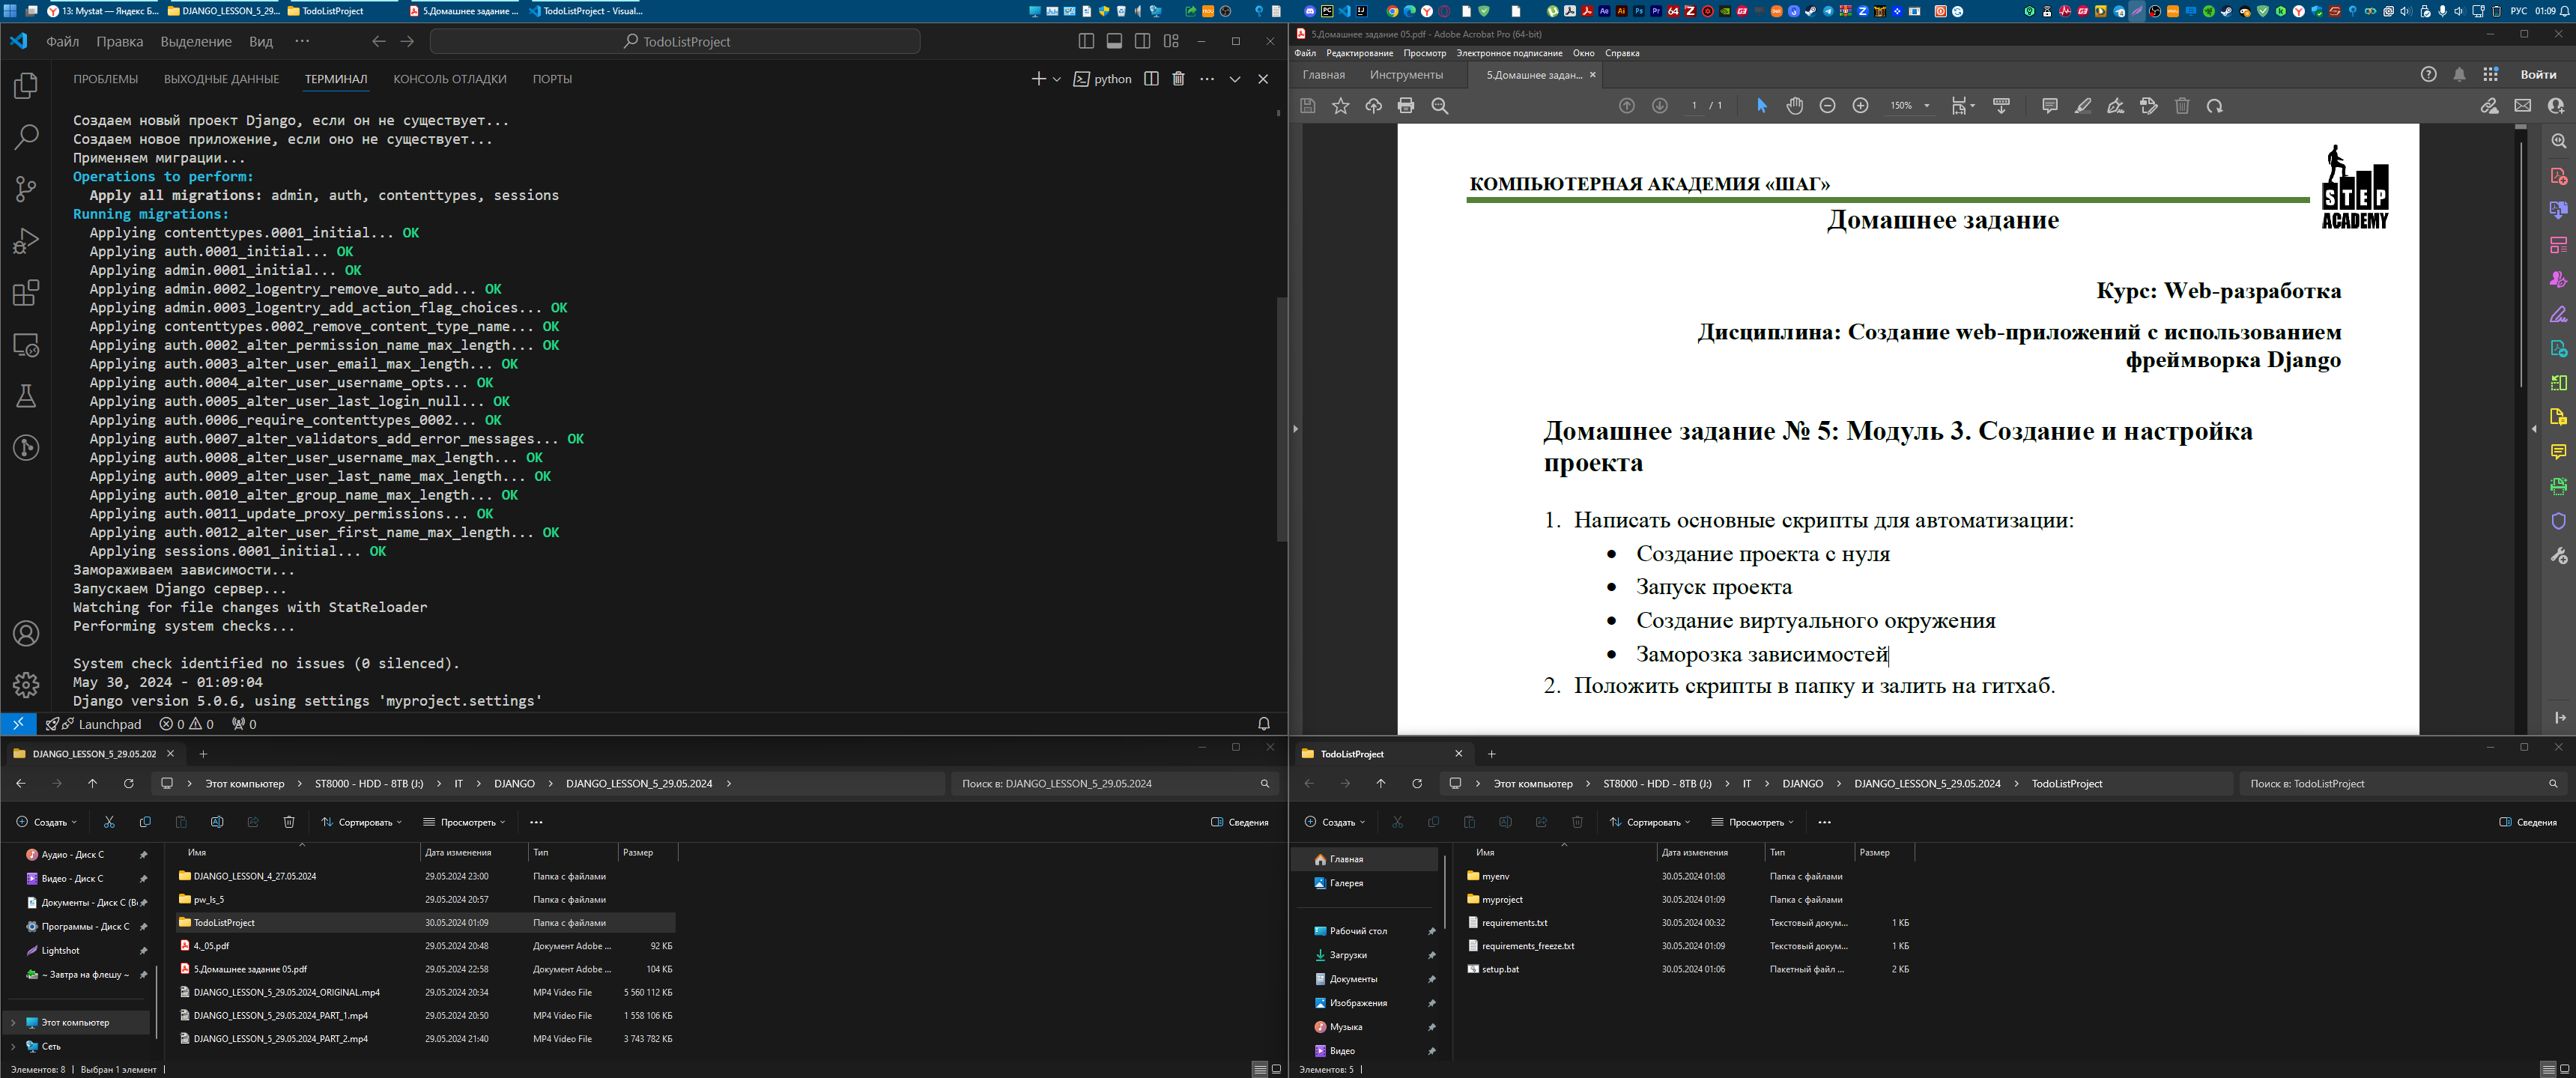 13: Mystat — Яндекс Б...
DJANGO_LESSON_5_29...
TodoListProject
5.Домашнее задание ...
TodoListProject - Visual...
РУС
01:09
Файл
Правка
Выделение
Вид
TodoListProject
ПРОБЛЕМЫ
ВЫХОДНЫЕ ДАННЫЕ
ТЕРМИНАЛ
КОНСОЛЬ ОТЛАДКИ
ПОРТЫ
python
Создаем новый проект Django, если он не существует...
Создаем новое приложение, если оно не существует...
Применяем миграции...
Operations to perform:
Apply all migrations: admin, auth, contenttypes, sessions
Running migrations:
Applying contenttypes.0001_initial... OK
Applying auth.0001_initial... OK
Applying admin.0001_initial... OK
Applying admin.0002_logentry_remove_auto_add... OK
Applying admin.0003_logentry_add_action_flag_choices... OK
Applying contenttypes.0002_remove_content_type_name... OK
Applying auth.0002_alter_permission_name_max_length... OK
Applying auth.0003_alter_user_email_max_length... OK
Applying auth.0004_alter_user_username_opts... OK
Applying auth.0005_alter_user_last_login_null... OK
Applying auth.0006_require_contenttypes_0002... OK
Applying auth.0007_alter_validators_add_error_messages... OK
Applying auth.0008_alter_user_username_max_length... OK
Applying auth.0009_alter_user_last_name_max_length... OK
Applying auth.0010_alter_group_name_max_length... OK
Applying auth.0011_update_proxy_permissions... OK
Applying auth.0012_alter_user_first_name_max_length... OK
Applying sessions.0001_initial... OK
Замораживаем зависимости...
Запускаем Django сервер...
Watching for file changes with StatReloader
Performing system checks...
System check identified no issues (0 silenced).
May 30, 2024 - 01:09:04
Django version 5.0.6, using settings 'myproject.settings'
Launchpad
0
0
0
5.Домашнее задание 05.pdf - Adobe Acrobat Pro (64-bit)
Файл Редактирование Просмотр Электронное подписание Окно Справка
Главная
Инструменты
5.Домашнее задан...
Войти
1 / 1
150%
КОМПЬЮТЕРНАЯ АКАДЕМИЯ «ШАГ»
STEP
ACADEMY
Домашнее задание
Курс: Web-разработка
Дисциплина: Создание web-приложений с использованием
фреймворка Django
Домашнее задание № 5: Модуль 3. Создание и настройка
проекта
1. Написать основные скрипты для автоматизации:
• Создание проекта с нуля
• Запуск проекта
• Создание виртуального окружения
• Заморозка зависимостей
2. Положить скрипты в папку и залить на гитхаб.
DJANGO_LESSON_5_29.05.202
Этот компьютер > ST8000 - HDD - 8TB (J:) > IT > DJANGO > DJANGO_LESSON_5_29.05.2024 >
Поиск в: DJANGO_LESSON_5_29.05.2024
Создать
Сортировать
Просмотреть
Сведения
Аудио - Диск C
Видео - Диск C
Документы - Диск C (В
Программы - Диск C
Lightshot
~ Завтра на флешу ~
Этот компьютер
Сеть
Имя Дата изменения Тип Размер
DJANGO_LESSON_4_27.05.2024 29.05.2024 23:00 Папка с файлами
pw_ls_5 29.05.2024 20:57 Папка с файлами
TodoListProject 30.05.2024 01:09 Папка с файлами
4._05.pdf 29.05.2024 20:48 Документ Adobe ... 92 КБ
5.Домашнее задание 05.pdf 29.05.2024 22:58 Документ Adobe ... 104 КБ
DJANGO_LESSON_5_29.05.2024_ORIGINAL.mp4 29.05.2024 20:34 MP4 Video File 5 560 112 КБ
DJANGO_LESSON_5_29.05.2024_PART_1.mp4 29.05.2024 20:50 MP4 Video File 1 558 106 КБ
DJANGO_LESSON_5_29.05.2024_PART_2.mp4 29.05.2024 21:40 MP4 Video File 3 743 782 КБ
Элементов: 8 | Выбран 1 элемент |
TodoListProject
Этот компьютер > ST8000 - HDD - 8TB (J:) > IT > DJANGO > DJANGO_LESSON_5_29.05.2024 > TodoListProject
Поиск в: TodoListProject
Создать
Сортировать
Просмотреть
Сведения
Главная
Галерея
Рабочий стол
Загрузки
Документы
Изображения
Музыка
Видео
Имя Дата изменения Тип Размер
myenv 30.05.2024 01:08 Папка с файлами
myproject 30.05.2024 01:09 Папка с файлами
requirements.txt 30.05.2024 00:32 Текстовый докум... 1 КБ
requirements_freeze.txt 30.05.2024 01:09 Текстовый докум... 1 КБ
setup.bat 30.05.2024 01:06 Пакетный файл ... 2 КБ
Элементов: 5 |